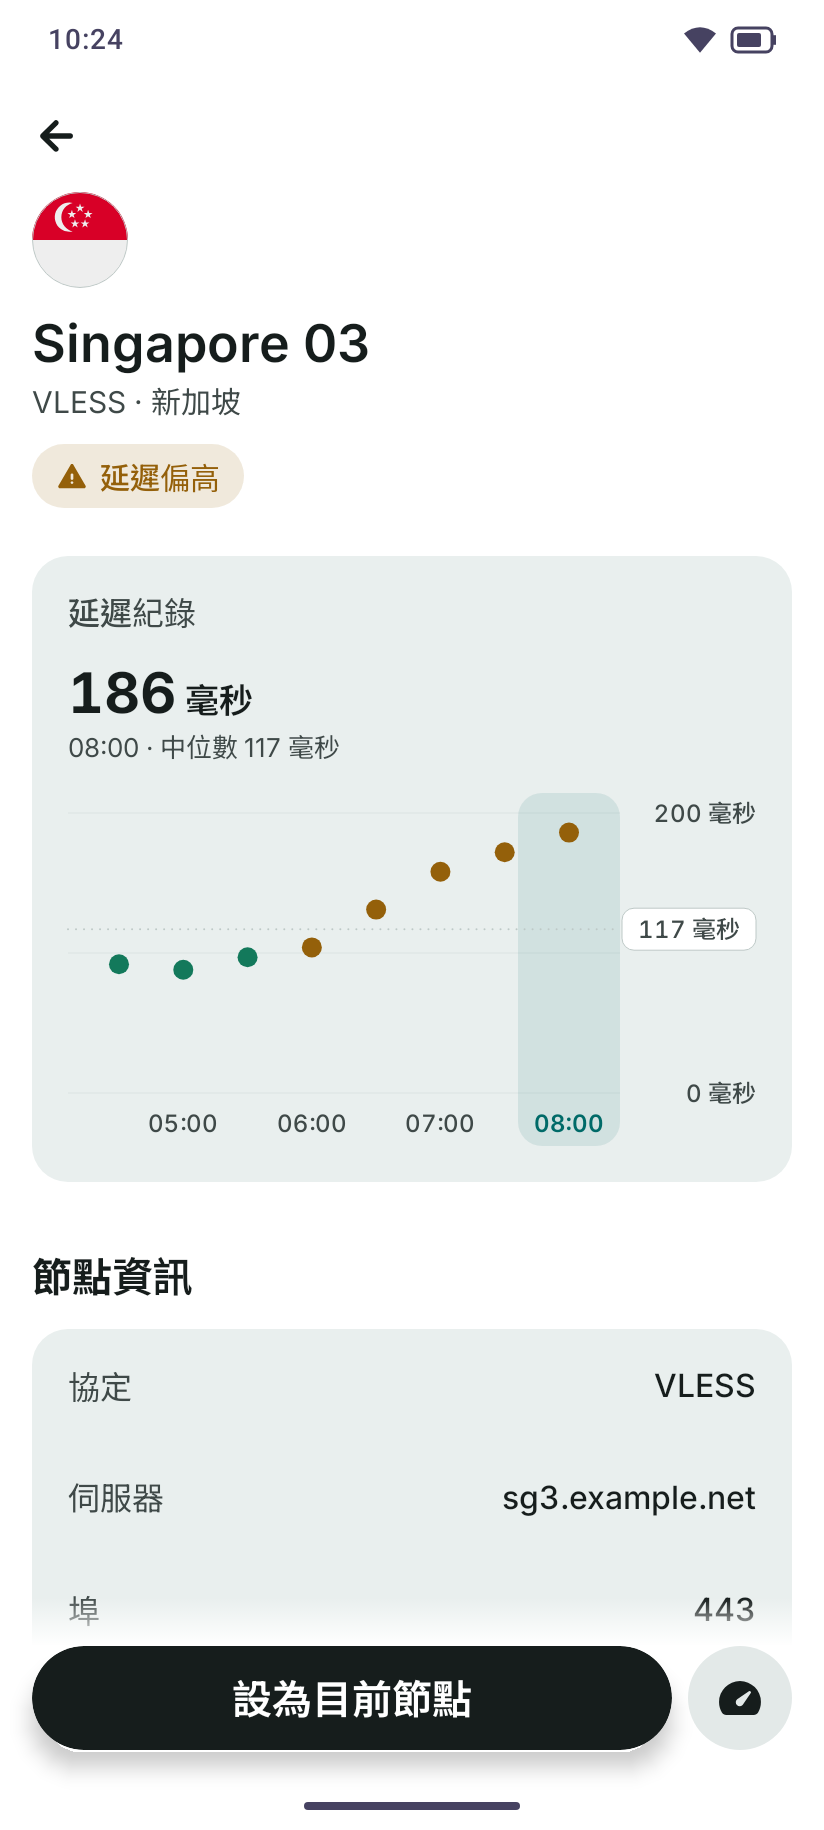 10:24
Singapore 03
VLESS · 新加坡
延遲偏高
延遲紀錄
186 毫秒
08:00 · 中位數 117 毫秒
200 毫秒
117 毫秒
0 毫秒
05:00 06:00 07:00 08:00
節點資訊
協定 VLESS
伺服器 sg3.example.net
埠 443
設為目前節點